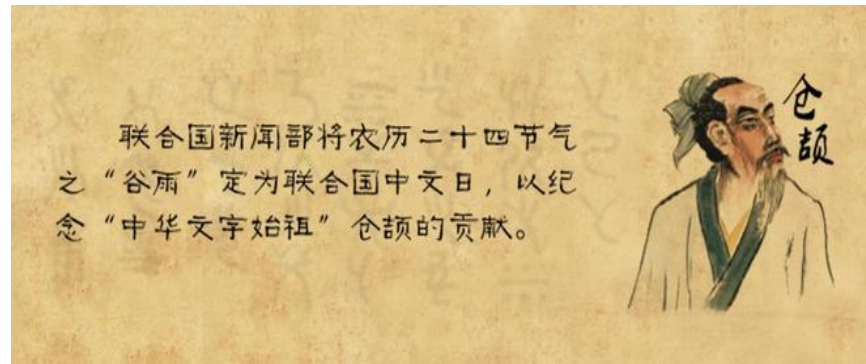 联合国新闻部将农历二十四节气
之“谷雨”定为联合国中文日，以纪
念“中华文字始祖”仓颉的贡献。
仓颉